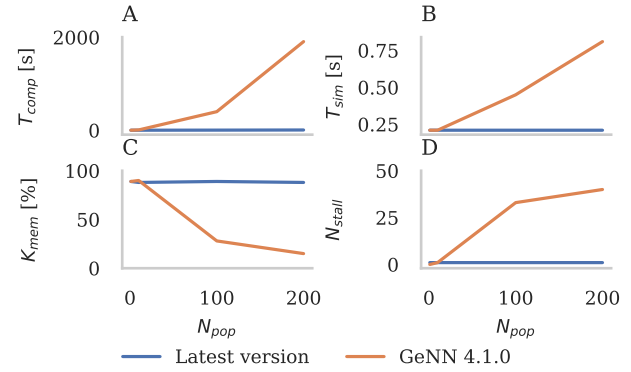 A
B
2000
0
T_comp [s]
0.75
0.50
0.25
T_sim [s]
C
D
100
50
0
K_mem [%]
50
25
0
N_stall
0 100 200
0 100 200
N_pop
N_pop
Latest version
GeNN 4.1.0